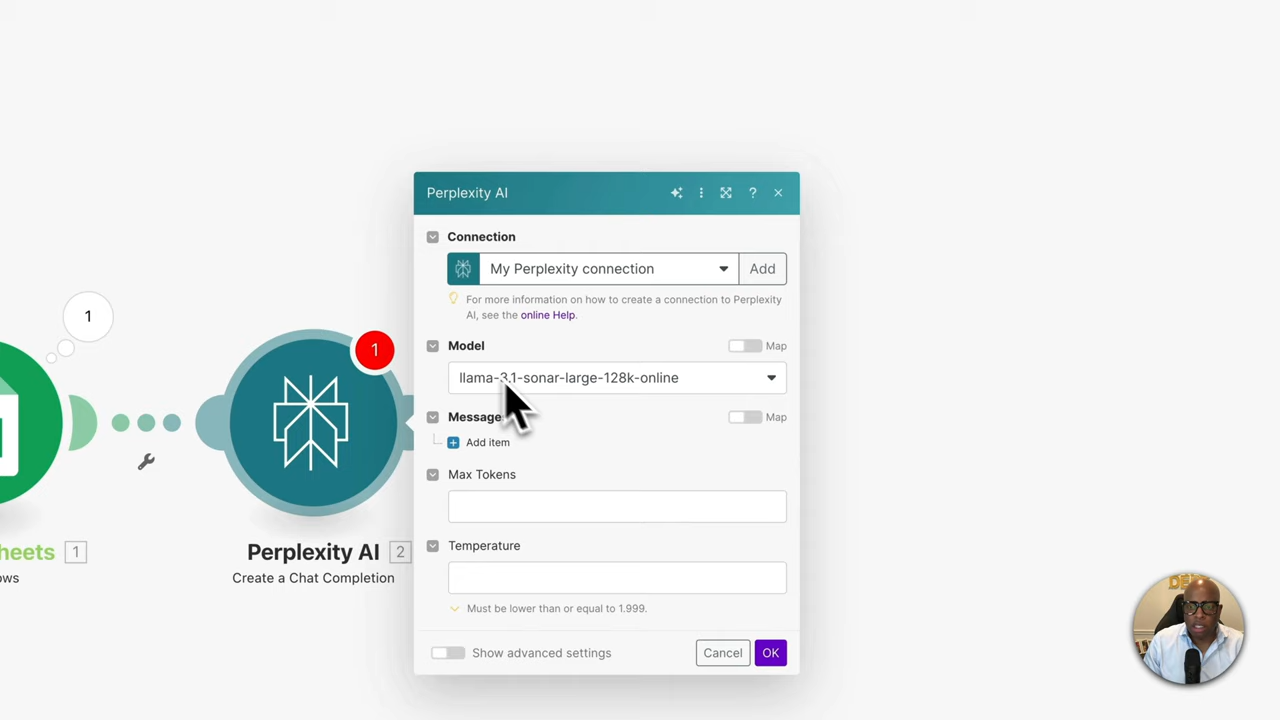 Perplexity AI
?
Connection
My Perplexity connection
Add
For more information on how to create a connection to Perplexity
AI, see the online Help.
Model
Map
llama-3.1-sonar-large-128k-online
Message
Map
Add item
Max Tokens
Temperature
Must be lower than or equal to 1.999.
Show advanced settings
Cancel
OK
1
1
heets 1
ows
Perplexity AI 2
Create a Chat Completion